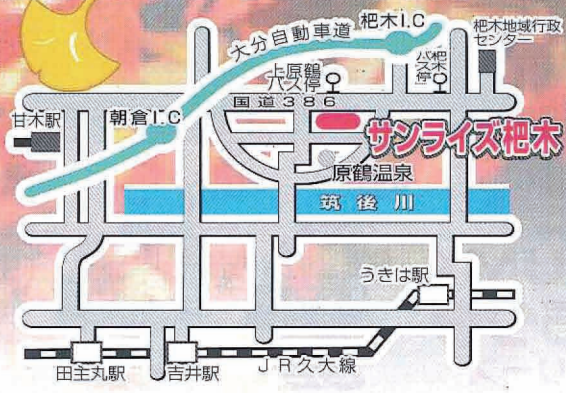 杷木I.C
大分自動車道
杷木地域行政
センター
杷木
バス停
上原鶴
バス停
国道386
甘木駅
朝倉I.C
サンライズ杷木
原鶴温泉
筑後川
うきは駅
JR久大線
田主丸駅
吉井駅